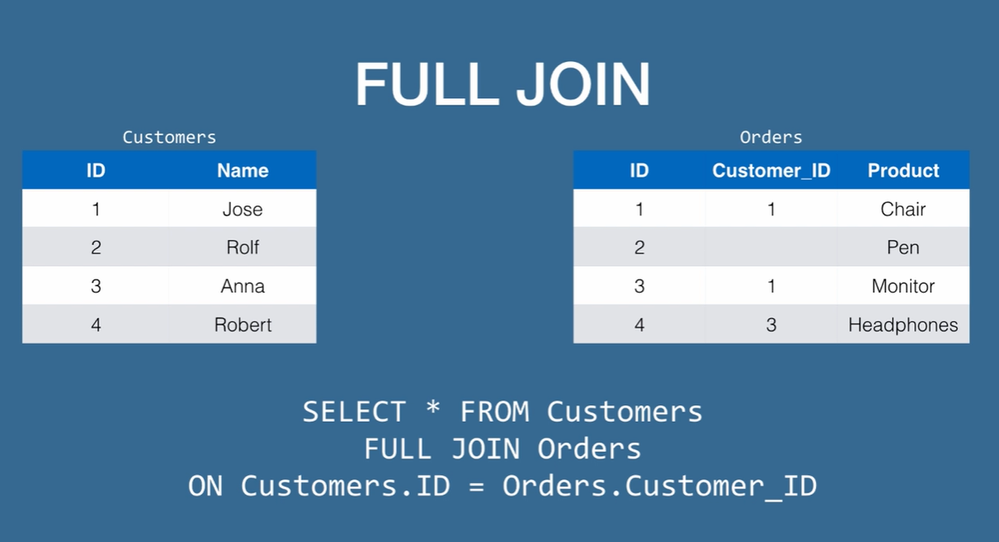 FULL JOIN
Customers
ID Name
1 Jose
2 Rolf
3 Anna
4 Robert
Orders
ID Customer_ID Product
1 1 Chair
2 Pen
3 1 Monitor
4 3 Headphones
SELECT * FROM Customers
FULL JOIN Orders
ON Customers.ID = Orders.Customer_ID